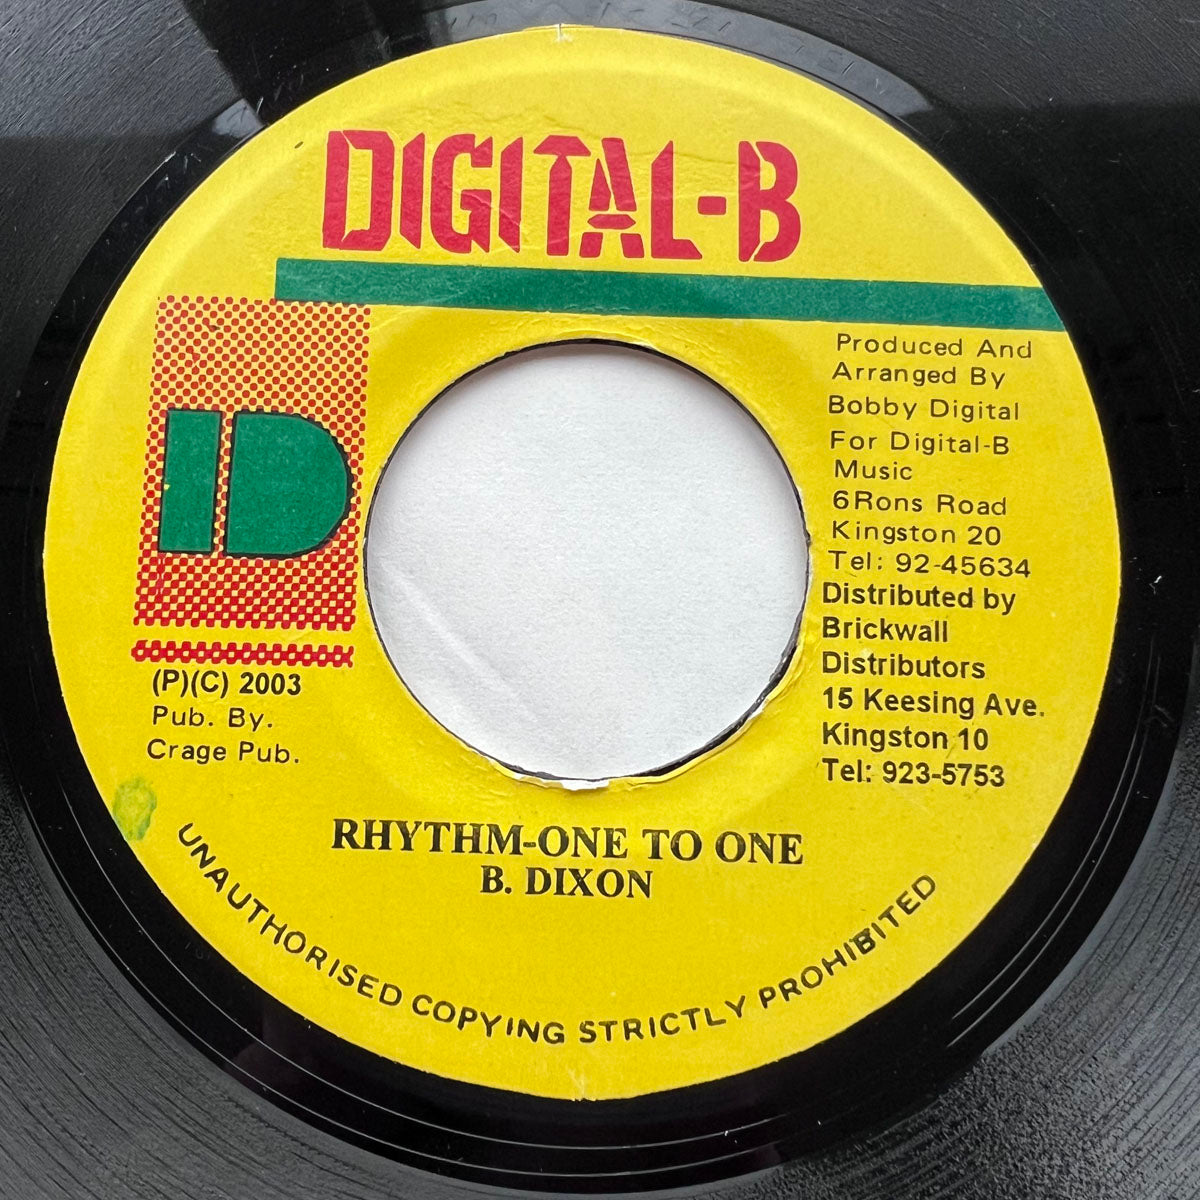 DIGITAL-B
Produced And
Arranged By
Bobby Digital
For Digital-B
Music
6Rons Road
Kingston 20
Tel: 92-45634
Distributed by
Brickwall
Distributors
15 Keesing Ave.
Kingston 10
Tel: 923-5753
D
(P)(C) 2003
Pub. By.
Crage Pub.
RHYTHM-ONE TO ONE
B. DIXON
UNAUTHORISED COPYING STRICTLY PROHIBITED